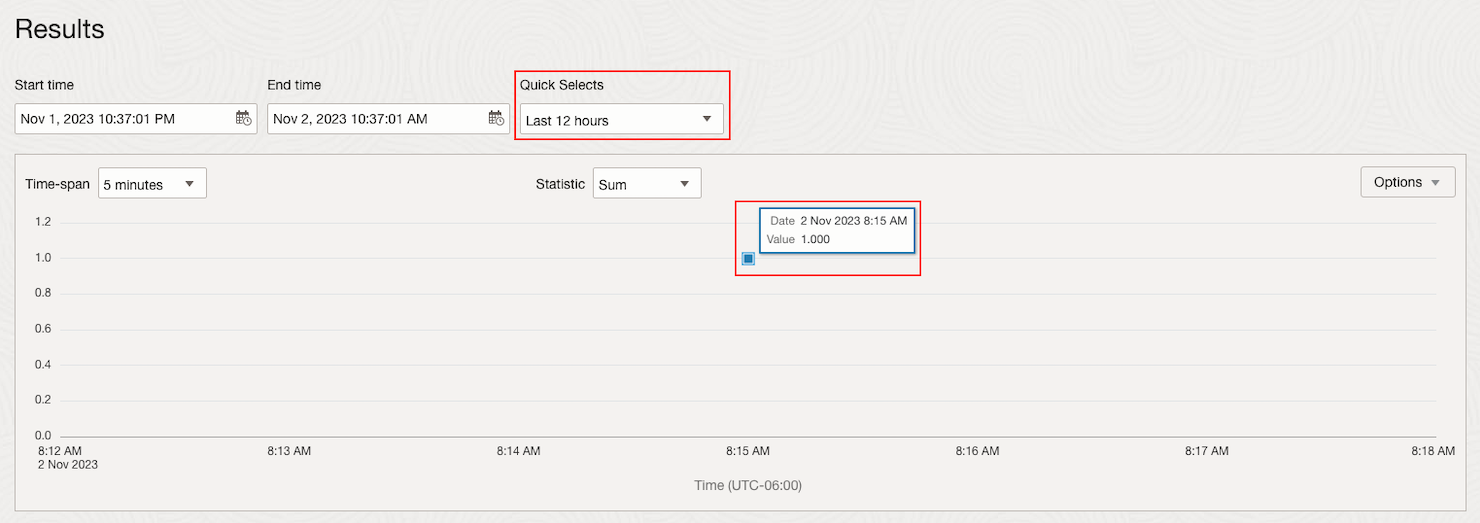 Results
Start time
End time
Quick Selects
Nov 1, 2023 10:37:01 PM
Nov 2, 2023 10:37:01 AM
Last 12 hours
Time-span
5 minutes
Statistic
Sum
Options
Date 2 Nov 2023 8:15 AM
Value 1.000
1.2
1.0
0.8
0.6
0.4
0.2
0.0
8:12 AM
2 Nov 2023
8:13 AM
8:14 AM
8:15 AM
8:16 AM
8:17 AM
8:18 AM
Time (UTC-06:00)